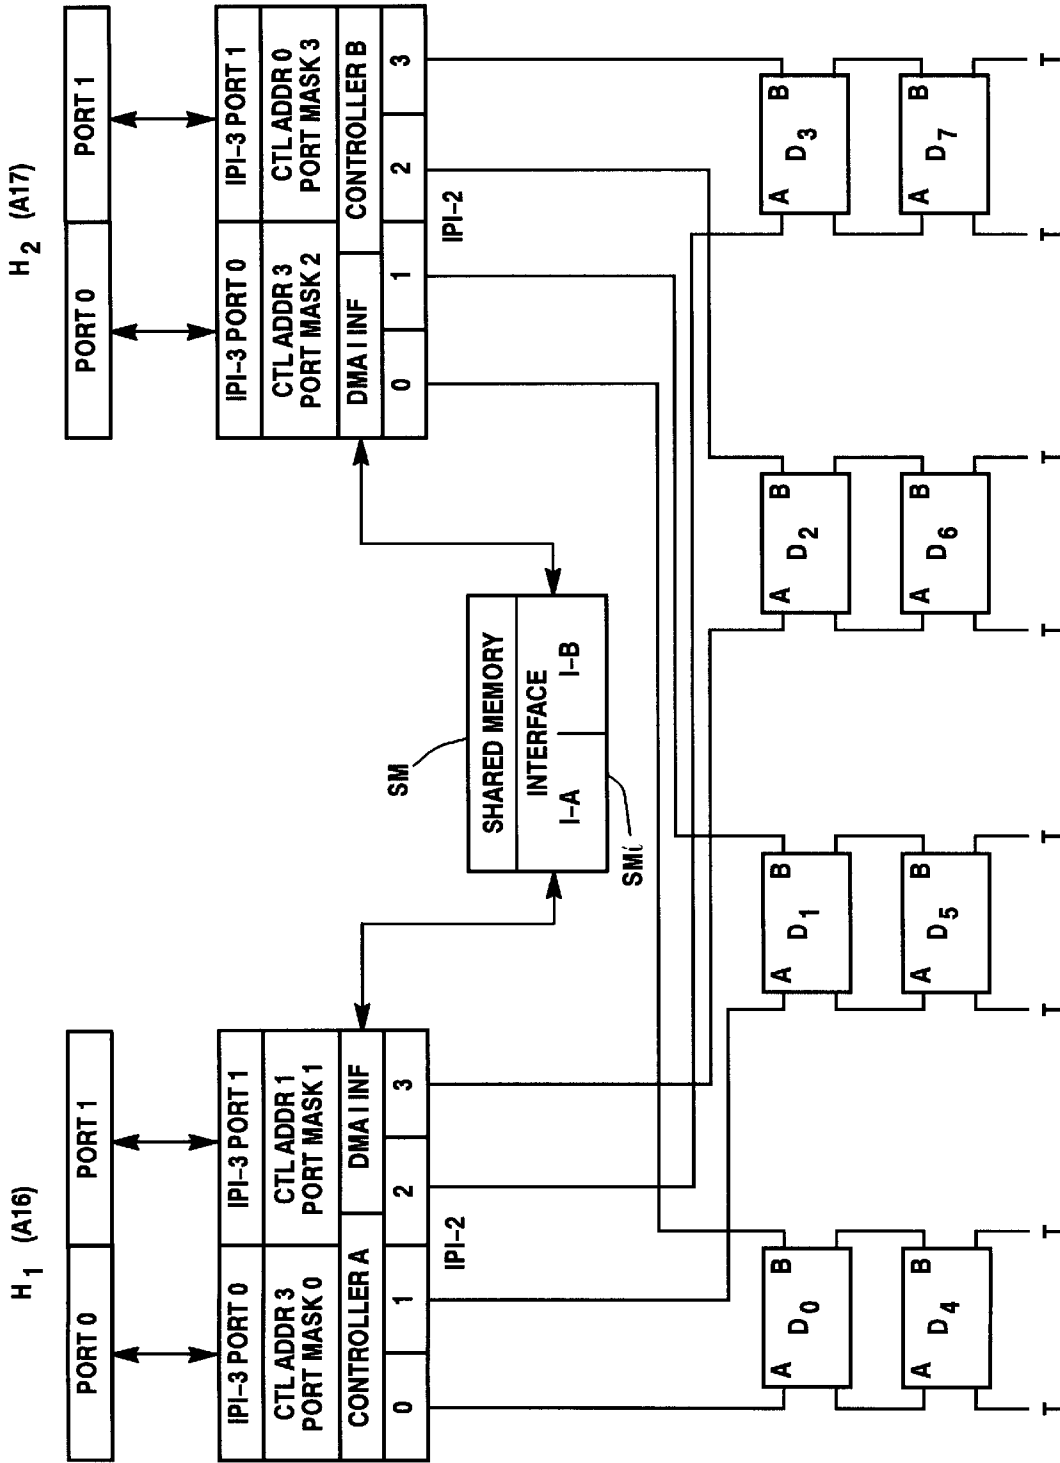 H1 (A16)
PORT 0
PORT 1
IPI-3 PORT 0
IPI-3 PORT 1
CTL ADDR 3
PORT MASK 0
CTL ADDR 1
PORT MASK 1
CONTROLLER A
DMA I INF
0
1
2
3
IPI-2
H2 (A17)
PORT 0
PORT 1
IPI-3 PORT 0
IPI-3 PORT 1
CTL ADDR 3
PORT MASK 2
CTL ADDR 0
PORT MASK 3
DMA I INF
CONTROLLER B
0
1
2
3
IPI-2
SM
SHARED MEMORY
INTERFACE
I-A
I-B
SMi
A
D0
B
A
D1
B
A
D2
B
A
D3
B
A
D4
B
A
D5
B
A
D6
B
A
D7
B
T
T
T
T
T
T
T
T